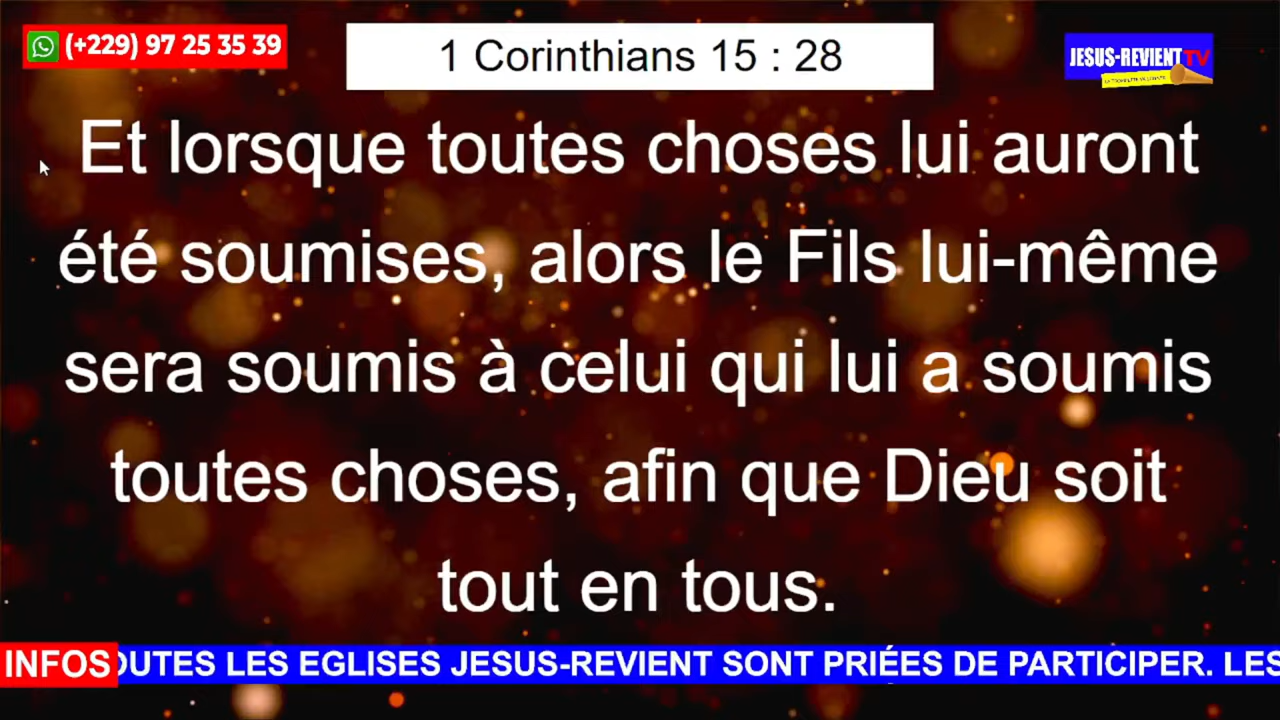 (+229) 97 25 35 39
1 Corinthians 15 : 28
JESUS-REVIENT TV
Et lorsque toutes choses lui auront
été soumises, alors le Fils lui-même
sera soumis à celui qui lui a soumis
toutes choses, afin que Dieu soit
tout en tous.
INFOS OUTES LES EGLISES JESUS-REVIENT SONT PRIÉES DE PARTICIPER. LES